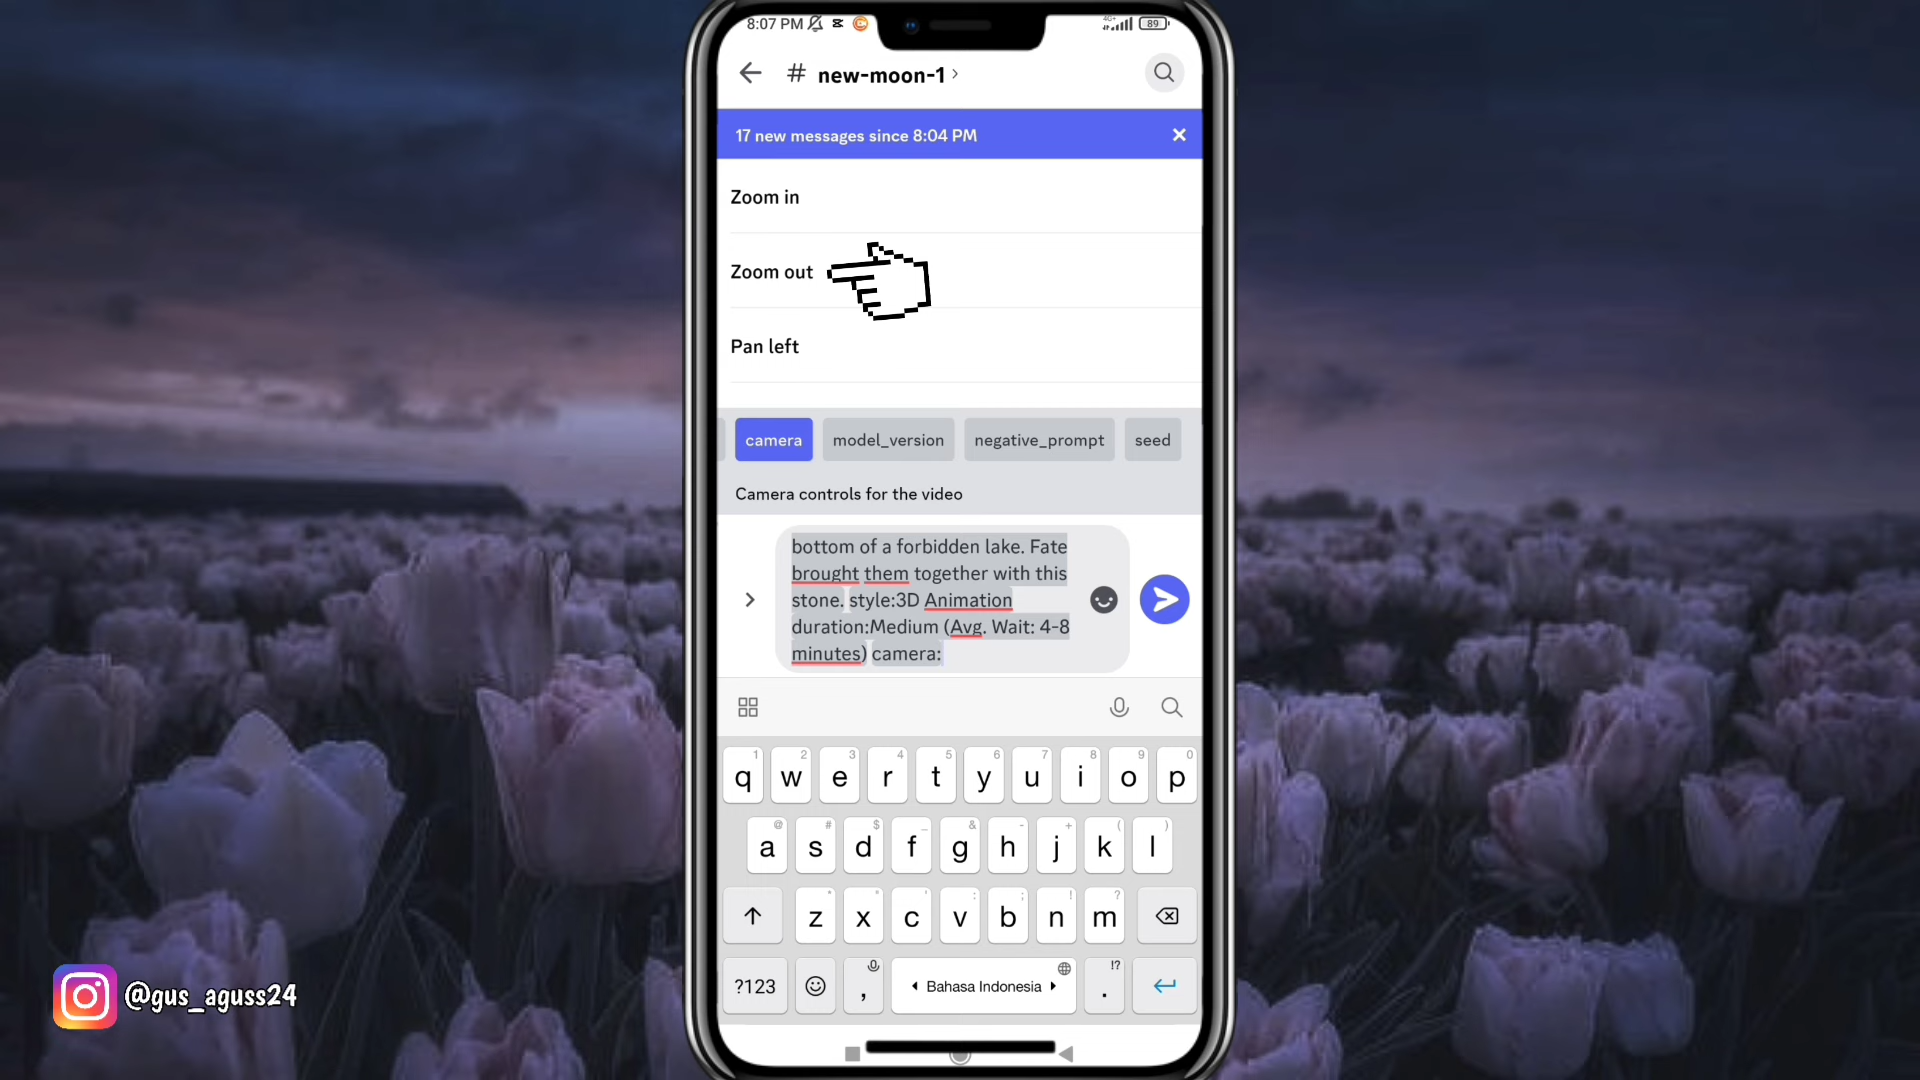 8:07 PM
4G+
89
# new-moon-1 >
17 new messages since 8:04 PM
Zoom in
Zoom out
Pan left
camera
model_version
negative_prompt
seed
Camera controls for the video
bottom of a forbidden lake. Fate
brought them together with this
stone. style:3D Animation
duration:Medium (Avg. Wait: 4-8
minutes) camera:
1 2 3 4 5 6 7 8 9 0
q w e r t y u i o p
@ # $ _ & - + ( )
a s d f g h j k l
* " ' : ; ! ?
z x c v b n m
!?
?123 , Bahasa Indonesia .
@gus_aguss24